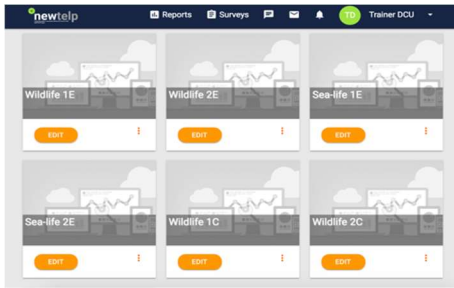 newtelp Reports Surveys TD Trainer DCU
Wildlife 1E Wildlife 2E Sea-life 1E
EDIT EDIT EDIT
Sea-life 2E Wildlife 1C Wildlife 2C
EDIT EDIT EDIT